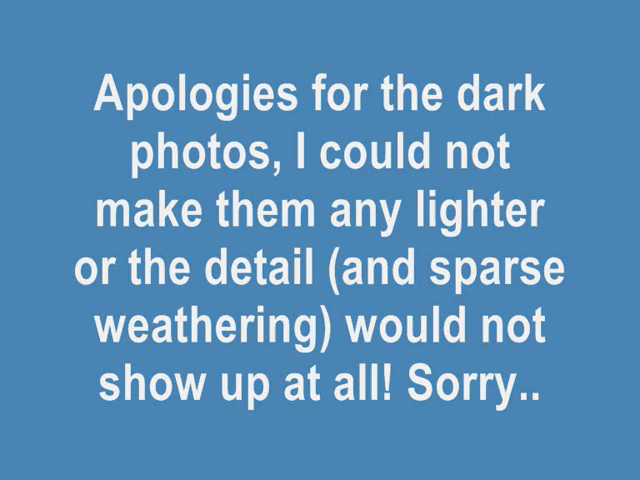 Apologies for the dark
photos, I could not
make them any lighter
or the detail (and sparse
weathering) would not
show up at all! Sorry..